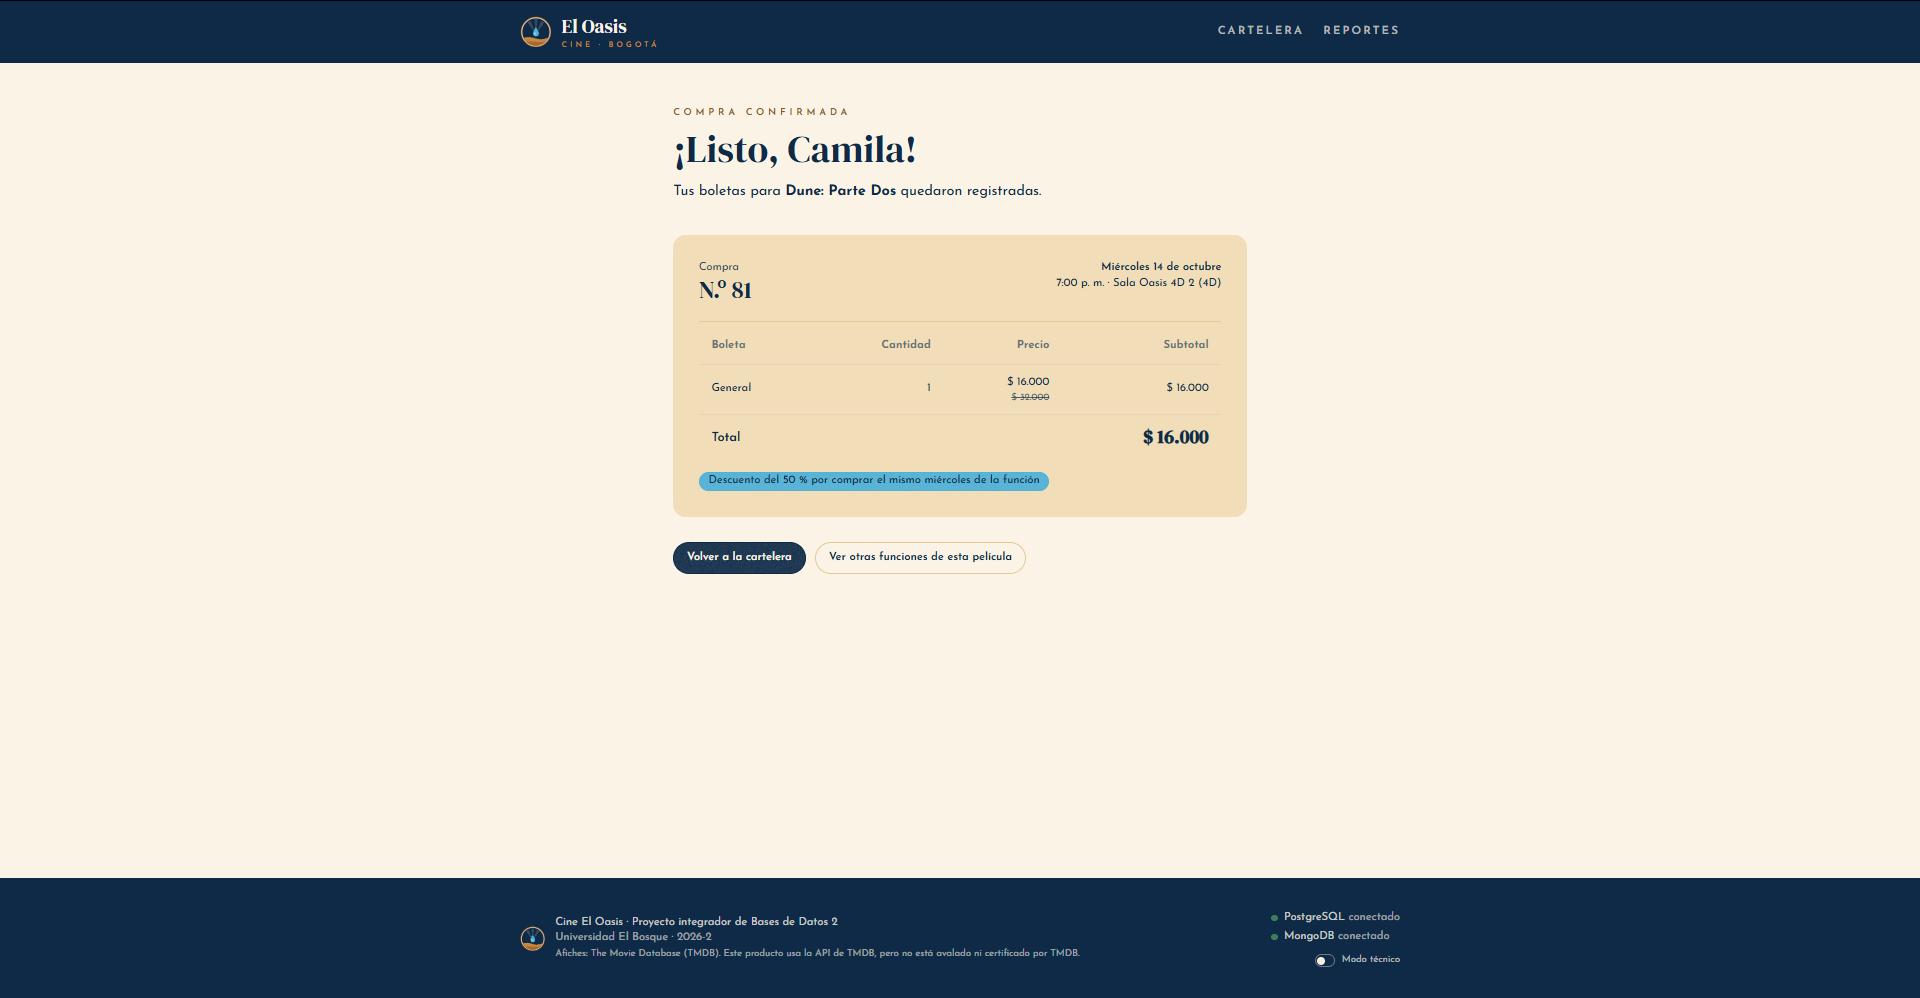 El Oasis
CINE · BOGOTÁ
CARTELERA REPORTES
COMPRA CONFIRMADA
¡Listo, Camila!
Tus boletas para Dune: Parte Dos quedaron registradas.
Compra
N.º 81
Miércoles 14 de octubre
7:00 p. m. · Sala Oasis 4D 2 (4D)
Boleta Cantidad Precio Subtotal
General 1 $ 16.000 $ 16.000
$ 32.000
Total $ 16.000
Descuento del 50 % por comprar el mismo miércoles de la función
Volver a la cartelera Ver otras funciones de esta película
Cine El Oasis · Proyecto integrador de Bases de Datos 2
Universidad El Bosque · 2026-2
Afiches: The Movie Database (TMDB). Este producto usa la API de TMDB, pero no está avalado ni certificado por TMDB.
PostgreSQL conectado
MongoDB conectado
Modo técnico